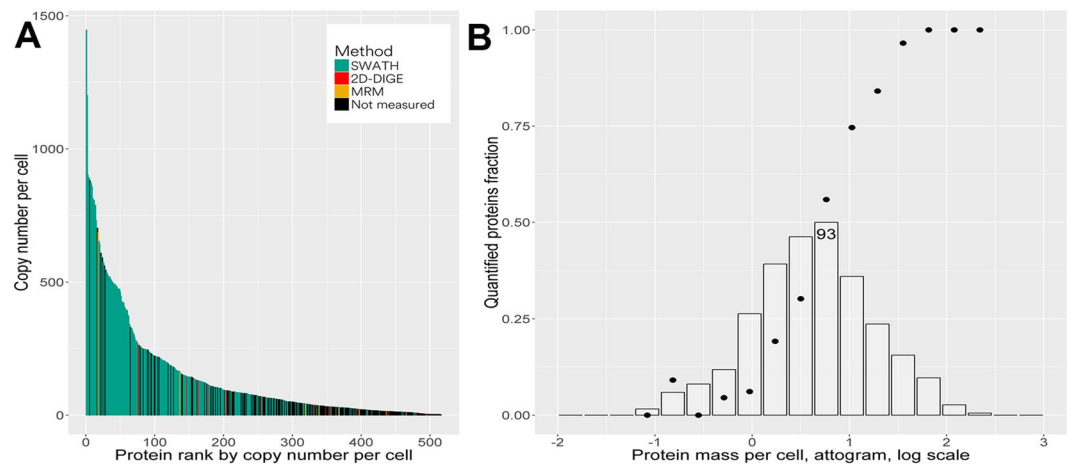 A
Copy number per cell
1500
1000
500
0
0
100
200
300
400
500
Protein rank by copy number per cell
Method
SWATH
2D-DIGE
MRM
Not measured
B
Quantified proteins fraction
1.00
0.75
0.50
0.25
0.00
93
-2
-1
0
1
2
3
Protein mass per cell, attogram, log scale